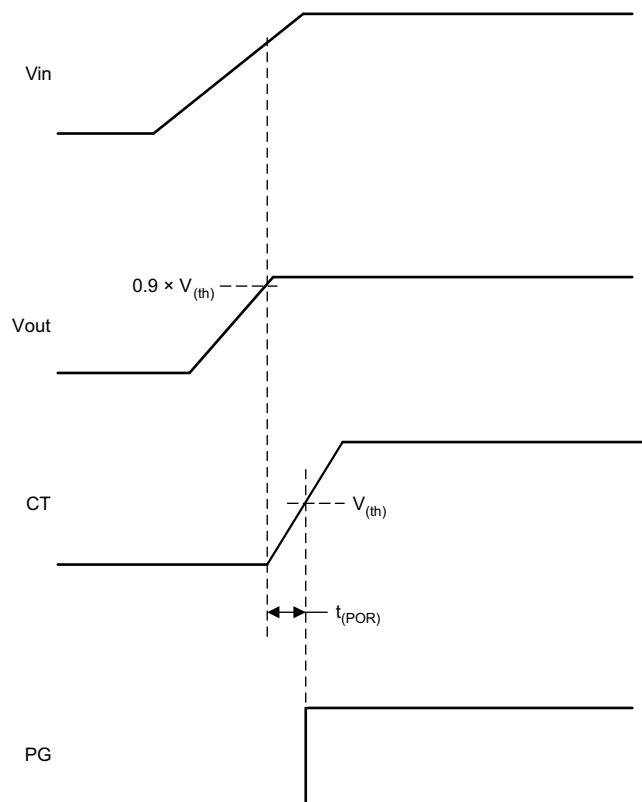 Vin
0.9 × V(th)
Vout
CT
V(th)
t(POR)
PG